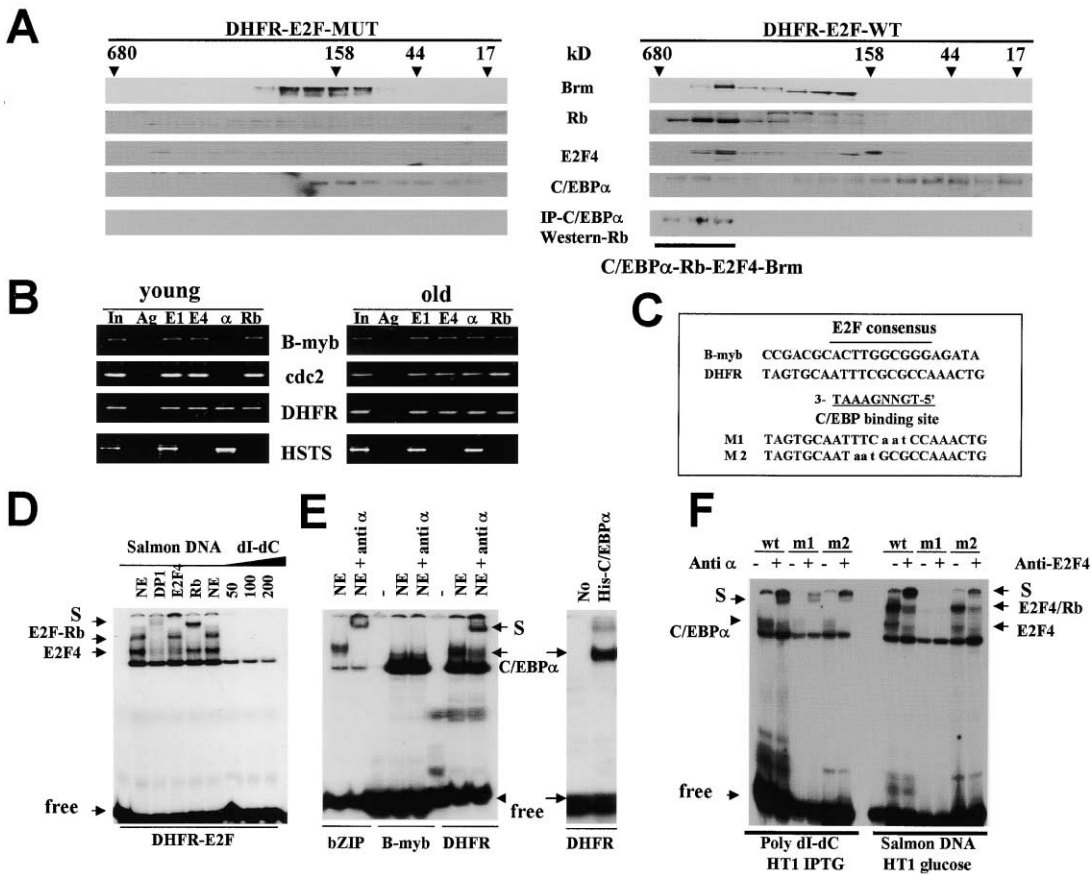 A
DHFR-E2F-MUT
DHFR-E2F-WT
680 158 44 17 kD 680 158 44 17
Brm
Rb
E2F4
C/EBPα
IP-C/EBPα
Western-Rb
C/EBPα-Rb-E2F4-Brm
B
young
old
In Ag E1 E4 α Rb
In Ag E1 E4 α Rb
B-myb
cdc2
DHFR
HSTS
C
E2F consensus
B-myb CCGACGCACTTGGCGGGAGATA
DHFR TAGTGCAATTTCGCGCCAAACTG
3- TAAAGNNGT-5'
C/EBP binding site
M1 TAGTGCAATTTC a a t CCAAACTG
M 2 TAGTGCAAT aa t GCGCCAAACTG
D
Salmon DNA dI-dC
NE DP1 E2F4 Rb NE 50 100 200
S
E2F-Rb
E2F4
free
DHFR-E2F
E
- NE NE + anti α - NE NE + anti α - NE NE + anti α
No His-C/EBPα
S
C/EBPα
free
bZIP B-myb DHFR
DHFR
F
wt m1 m2 wt m1 m2
Anti α - + - + - + - + - + - + Anti-E2F4
S
C/EBPα
S
E2F4/Rb
E2F4
free
Poly dI-dC
HT1 IPTG
Salmon DNA
HT1 glucose